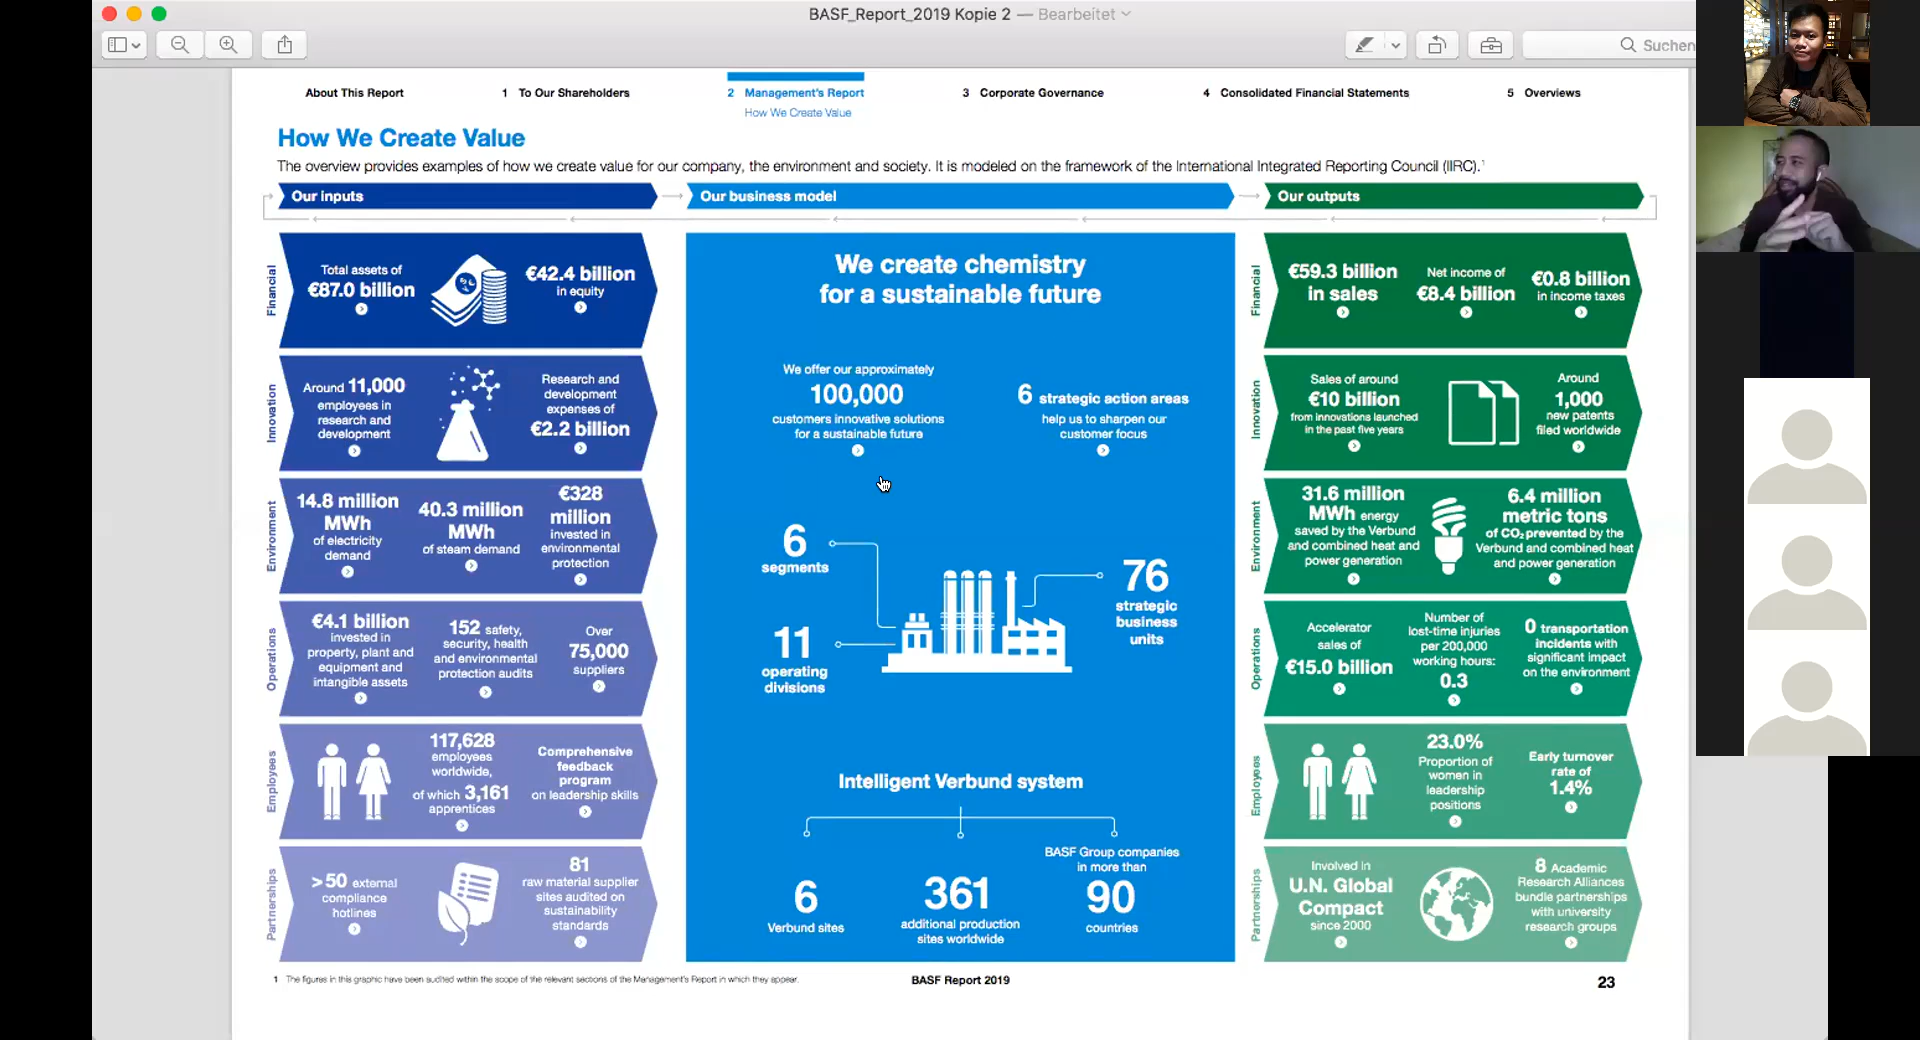 BASF_Report_2019 Kopie 2 — Bearbeitet
Suchen
About This Report
1 To Our Shareholders
2 Management's Report
How We Create Value
3 Corporate Governance
4 Consolidated Financial Statements
5 Overviews
How We Create Value
The overview provides examples of how we create value for our company, the environment and society. It is modeled on the framework of the International Integrated Reporting Council (IIRC).¹
Our inputs
Our business model
Our outputs
Financial
Total assets of
€87.0 billion
€42.4 billion
in equity
Innovation
Around 11,000
employees in
research and
development
Research and
development
expenses of
€2.2 billion
Environment
14.8 million
MWh
of electricity
demand
40.3 million
MWh
of steam demand
€328
million
invested in
environmental
protection
Operations
€4.1 billion
invested in
property, plant and
equipment and
intangible assets
152 safety,
security, health
and environmental
protection audits
Over
75,000
suppliers
Employees
117,628
employees
worldwide,
of which 3,161
apprentices
Comprehensive
feedback
program
on leadership skills
Partnerships
>50 external
compliance
hotlines
81
raw material supplier
sites audited on
sustainability
standards
We create chemistry
for a sustainable future
We offer our approximately
100,000
customers innovative solutions
for a sustainable future
6 strategic action areas
help us to sharpen our
customer focus
6
segments
11
operating
divisions
76
strategic
business
units
Intelligent Verbund system
6
Verbund sites
361
additional production
sites worldwide
BASF Group companies
in more than
90
countries
Financial
€59.3 billion
in sales
Net income of
€8.4 billion
€0.8 billion
in income taxes
Innovation
Sales of around
€10 billion
from innovations launched
in the past five years
Around
1,000
new patents
filed worldwide
Environment
31.6 million
MWh energy
saved by the Verbund
and combined heat and
power generation
6.4 million
metric tons
of CO₂ prevented by the
Verbund and combined heat
and power generation
Operations
Accelerator
sales of
€15.0 billion
Number of
lost-time injuries
per 200,000
working hours:
0.3
0 transportation
incidents with
significant impact
on the environment
Employees
23.0%
Proportion of
women in
leadership
positions
Early turnover
rate of
1.4%
Partnerships
Involved in
U.N. Global
Compact
since 2000
8 Academic
Research Alliances
bundle partnerships
with university
research groups
1 The figures in this graphic have been audited within the scope of the relevant sections of the Management's Report in which they appear.
BASF Report 2019
23